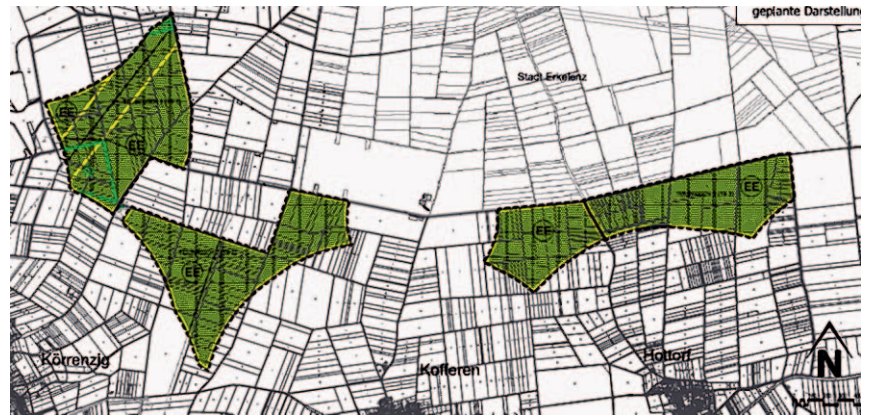 geplante Darstellung
Stadt Erkelenz
EE
EE
EE
EE
EE
Körrenzig
Kofferen
Hottorf
N